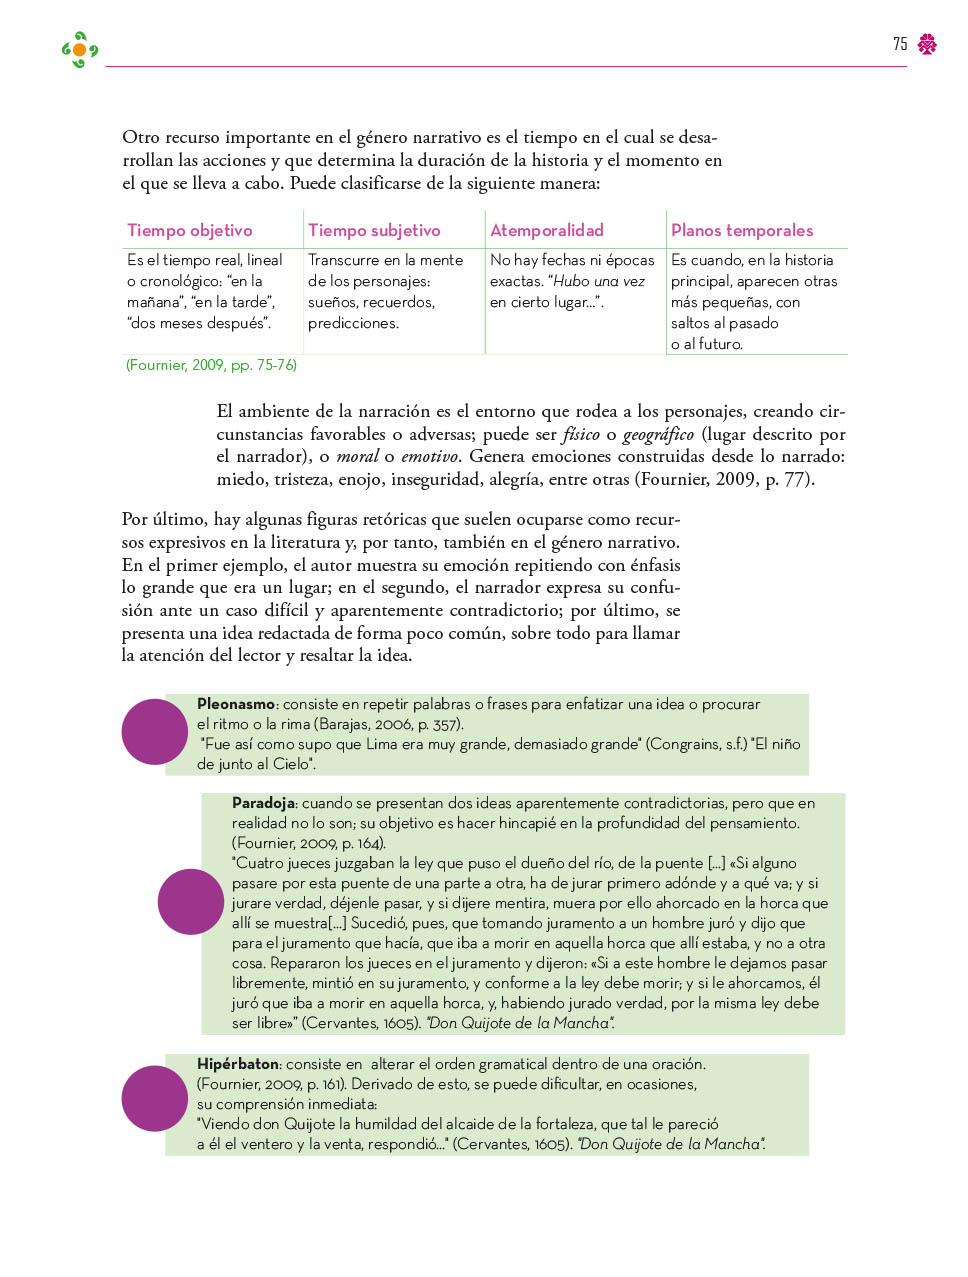 75
Otro recurso importante en el género narrativo es el tiempo en el cual se desa-
rrollan las acciones y que determina la duración de la historia y el momento en
el que se lleva a cabo. Puede clasificarse de la siguiente manera:
Tiempo objetivo
Es el tiempo real, lineal
o cronológico: “en la
mañana”, “en la tarde”,
“dos meses después”.
Tiempo subjetivo
Transcurre en la mente
de los personajes:
sueños, recuerdos,
predicciones.
Atemporalidad
No hay fechas ni épocas
exactas. “Hubo una vez
en cierto lugar...”.
Planos temporales
Es cuando, en la historia
principal, aparecen otras
más pequeñas, con
saltos al pasado
o al futuro.
(Fournier, 2009, pp. 75-76)
El ambiente de la narración es el entorno que rodea a los personajes, creando cir-
cunstancias favorables o adversas; puede ser físico o geográfico (lugar descrito por
el narrador), o moral o emotivo. Genera emociones construidas desde lo narrado:
miedo, tristeza, enojo, inseguridad, alegría, entre otras (Fournier, 2009, p. 77).
Por último, hay algunas figuras retóricas que suelen ocuparse como recur-
sos expresivos en la literatura y, por tanto, también en el género narrativo.
En el primer ejemplo, el autor muestra su emoción repitiendo con énfasis
lo grande que era un lugar; en el segundo, el narrador expresa su confu-
sión ante un caso difícil y aparentemente contradictorio; por último, se
presenta una idea redactada de forma poco común, sobre todo para llamar
la atención del lector y resaltar la idea.
Pleonasmo: consiste en repetir palabras o frases para enfatizar una idea o procurar
el ritmo o la rima (Barajas, 2006, p. 357).
"Fue así como supo que Lima era muy grande, demasiado grande" (Congrains, s.f.) "El niño
de junto al Cielo".
Paradoja: cuando se presentan dos ideas aparentemente contradictorias, pero que en
realidad no lo son; su objetivo es hacer hincapié en la profundidad del pensamiento.
(Fournier, 2009, p. 164).
"Cuatro jueces juzgaban la ley que puso el dueño del río, de la puente [...] «Si alguno
pasare por esta puente de una parte a otra, ha de jurar primero adónde y a qué va; y si
jurare verdad, déjenle pasar, y si dijere mentira, muera por ello ahorcado en la horca que
allí se muestra[...] Sucedió, pues, que tomando juramento a un hombre juró y dijo que
para el juramento que hacía, que iba a morir en aquella horca que allí estaba, y no a otra
cosa. Repararon los jueces en el juramento y dijeron: «Si a este hombre le dejamos pasar
libremente, mintió en su juramento, y conforme a la ley debe morir; y si le ahorcamos, él
juró que iba a morir en aquella horca, y, habiendo jurado verdad, por la misma ley debe
ser libre»” (Cervantes, 1605). "Don Quijote de la Mancha".
Hipérbaton: consiste en  alterar el orden gramatical dentro de una oración.
(Fournier, 2009, p. 161). Derivado de esto, se puede dificultar, en ocasiones,
su comprensión inmediata:
"Viendo don Quijote la humildad del alcaide de la fortaleza, que tal le pareció
a él el ventero y la venta, respondió..." (Cervantes, 1605). "Don Quijote de la Mancha".